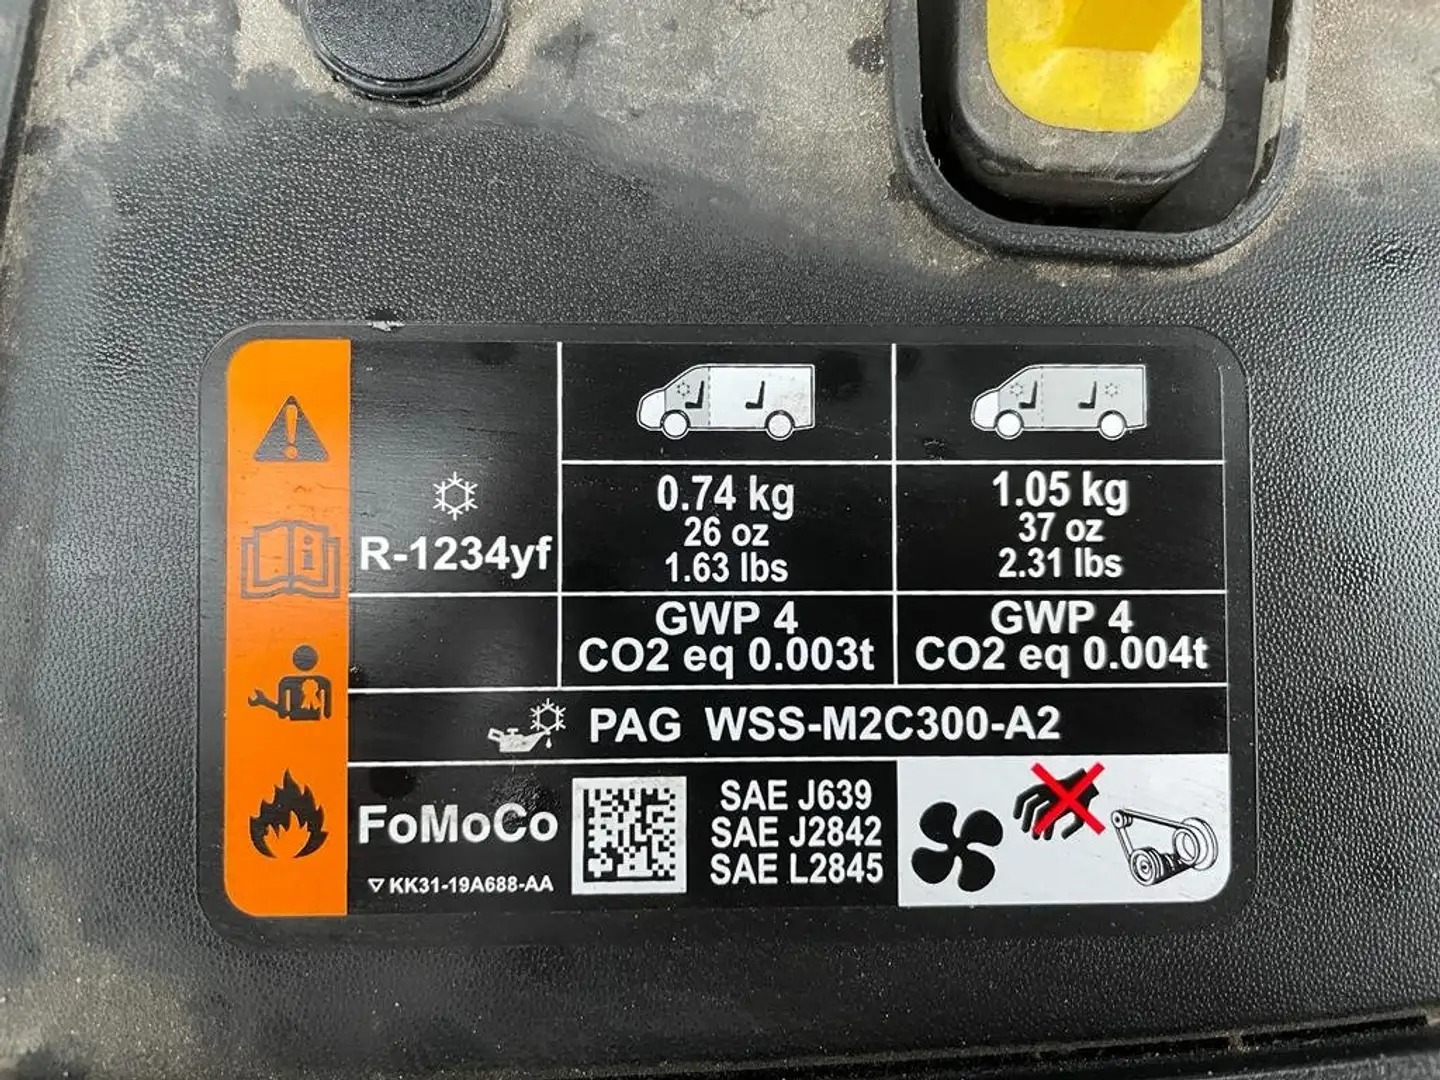 R-1234yf
0.74 kg
26 oz
1.63 lbs
1.05 kg
37 oz
2.31 lbs
GWP 4
CO2 eq 0.003t
GWP 4
CO2 eq 0.004t
PAG WSS-M2C300-A2
FoMoCo
KK31-19A688-AA
SAE J639
SAE J2842
SAE L2845